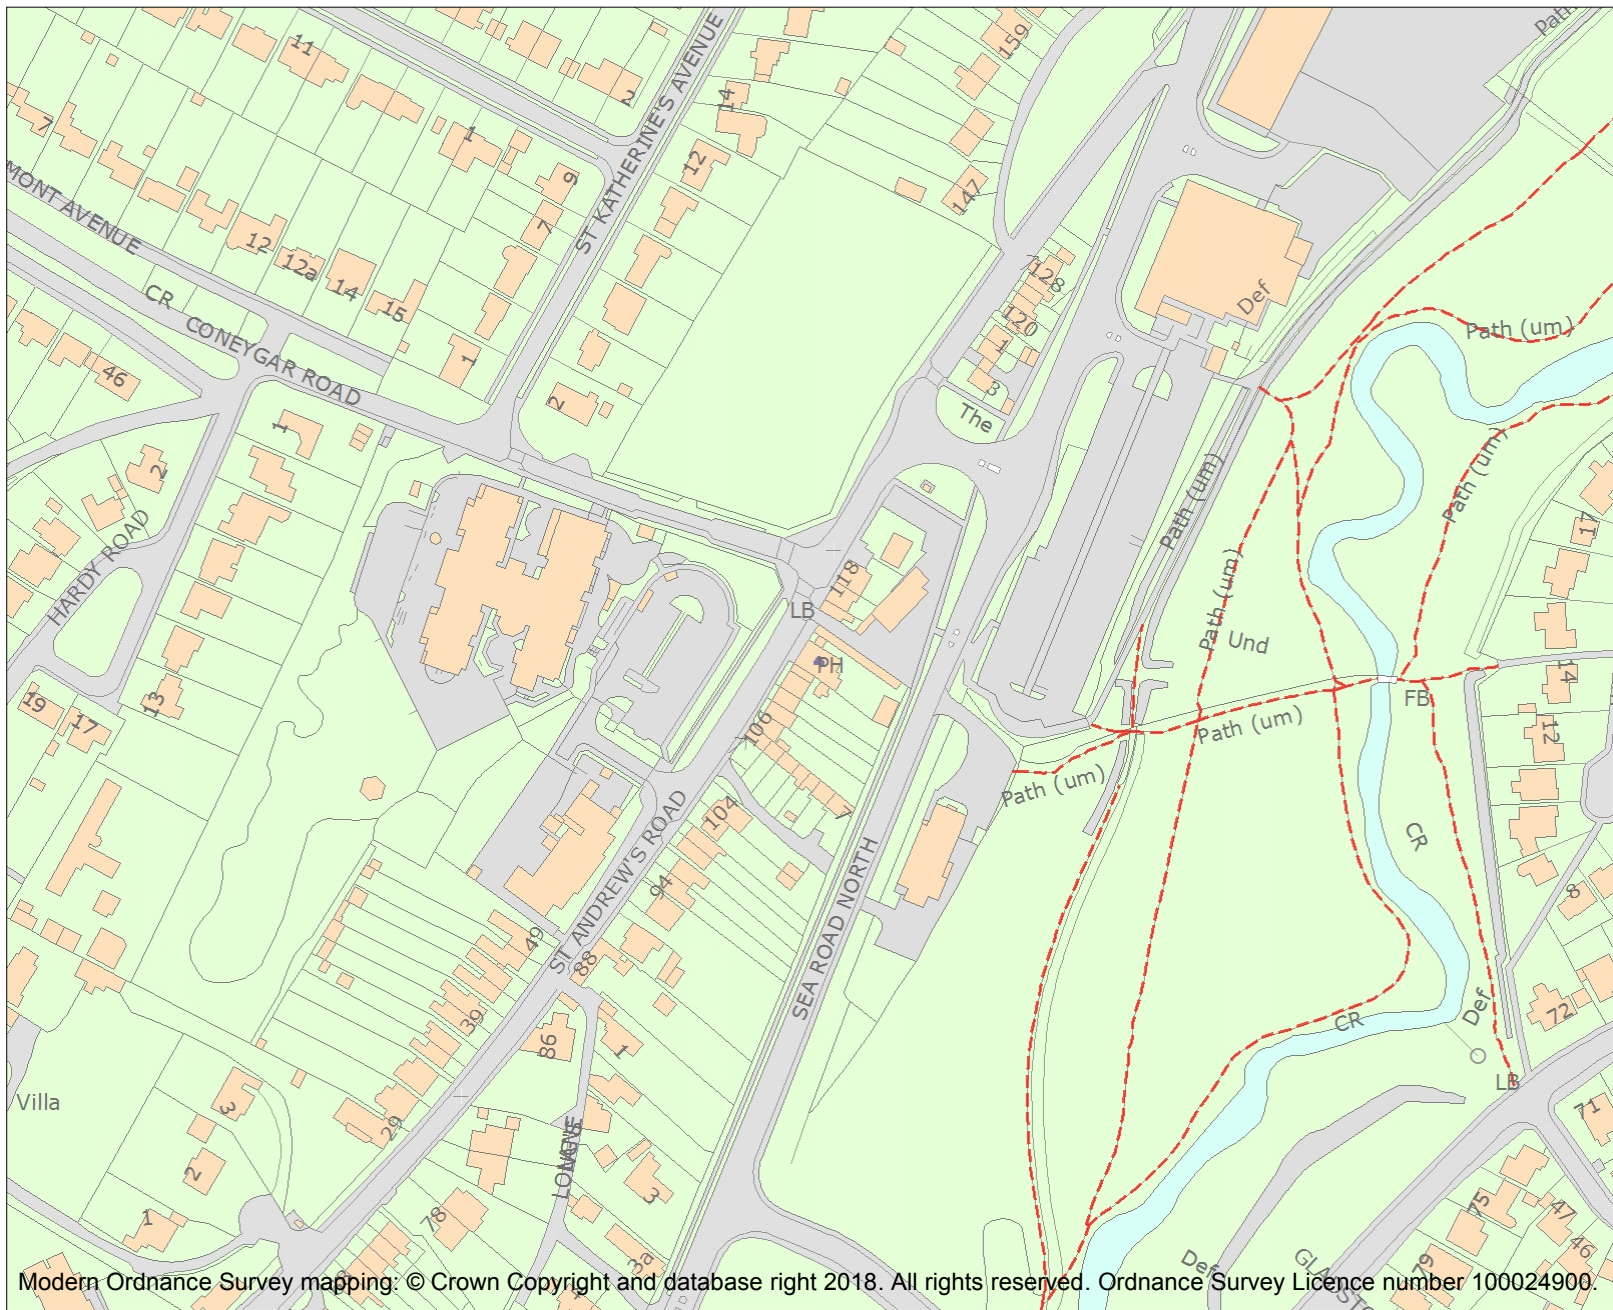 Path
11
159
2
14
7
1
12
ST KATHERINE'S AVENUE
9
147
MONT AVENUE
7
12
12a
14
15
128
120
Def
CR
CONEYGAR ROAD
1
1
3
Path (um)
46
2
The
1
2
Path (um)
Path (um)
17
HARDY ROAD
118
LB
Path (um)
Und
PH
14
13
19
17
FB
106
Path (um)
12
Path (um)
104
7
CR
ST ANDREW'S ROAD
94
8
SEA ROAD NORTH
49
88
39
86
1
CR
Def
72
LB
Villa
3
29
71
2
LONG'S LANE
3
1
78
75
47
46
3a
79
Def
Modern Ordnance Survey mapping: © Crown Copyright and database right 2018. All rights reserved. Ordnance Survey Licence number 100024900.